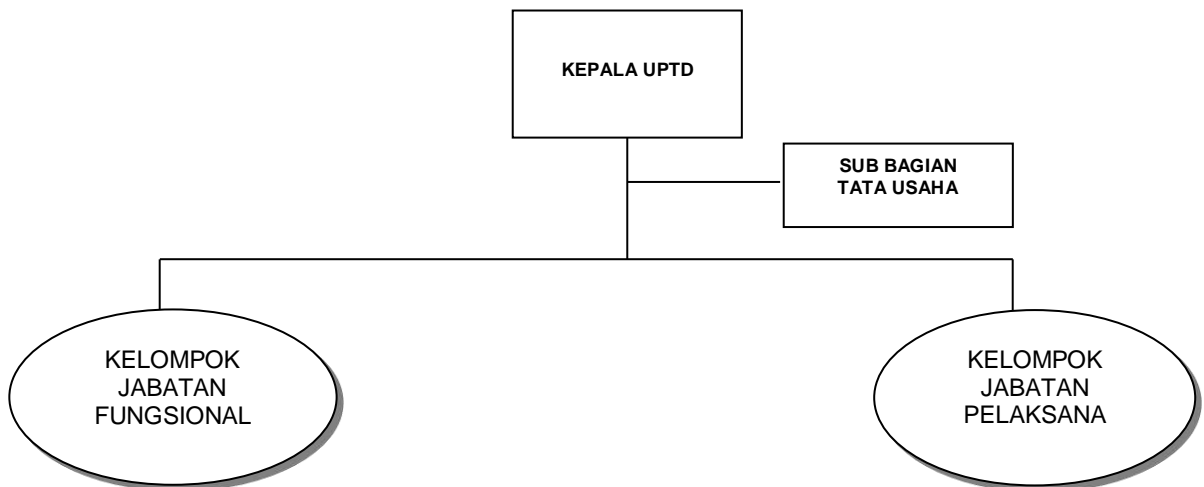 KEPALA UPTD
SUB BAGIAN
TATA USAHA
KELOMPOK
JABATAN
FUNGSIONAL
KELOMPOK
JABATAN
PELAKSANA